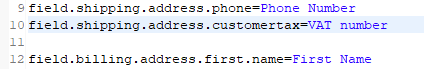 9 field.shipping.address.phone=Phone Number
10 field.shipping.address.customertax=VAT number
11
12 field.billing.address.first.name=First Name